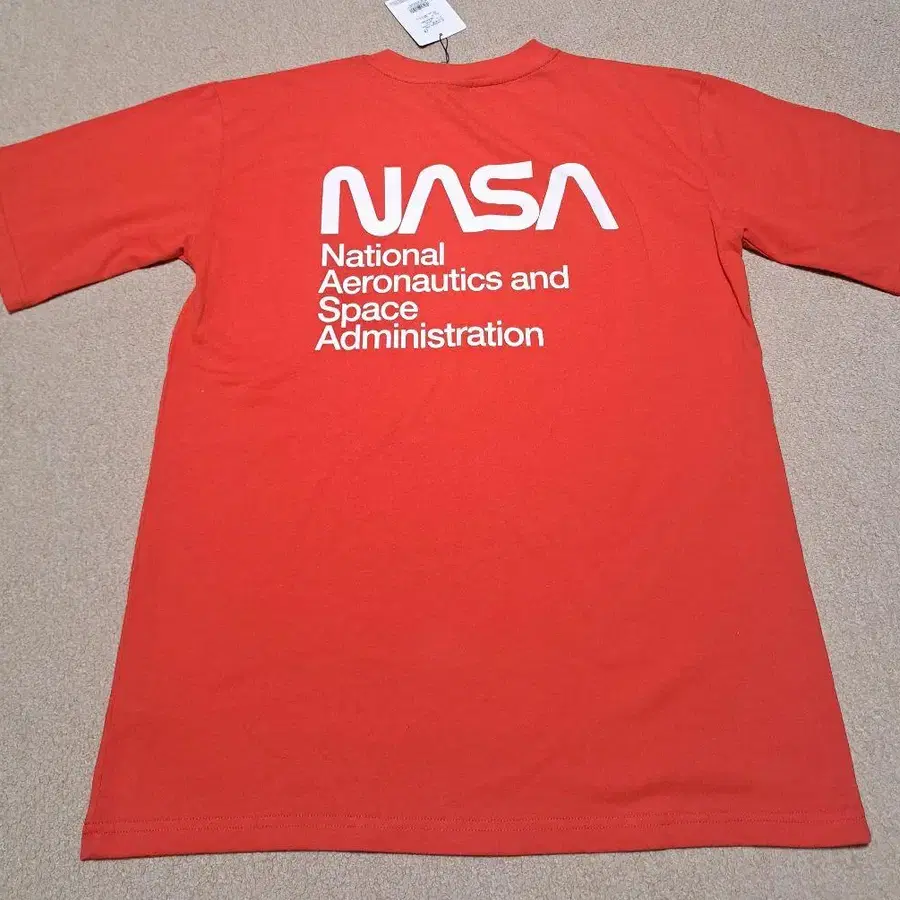 NASA
National
Aeronautics and
Space
Administration